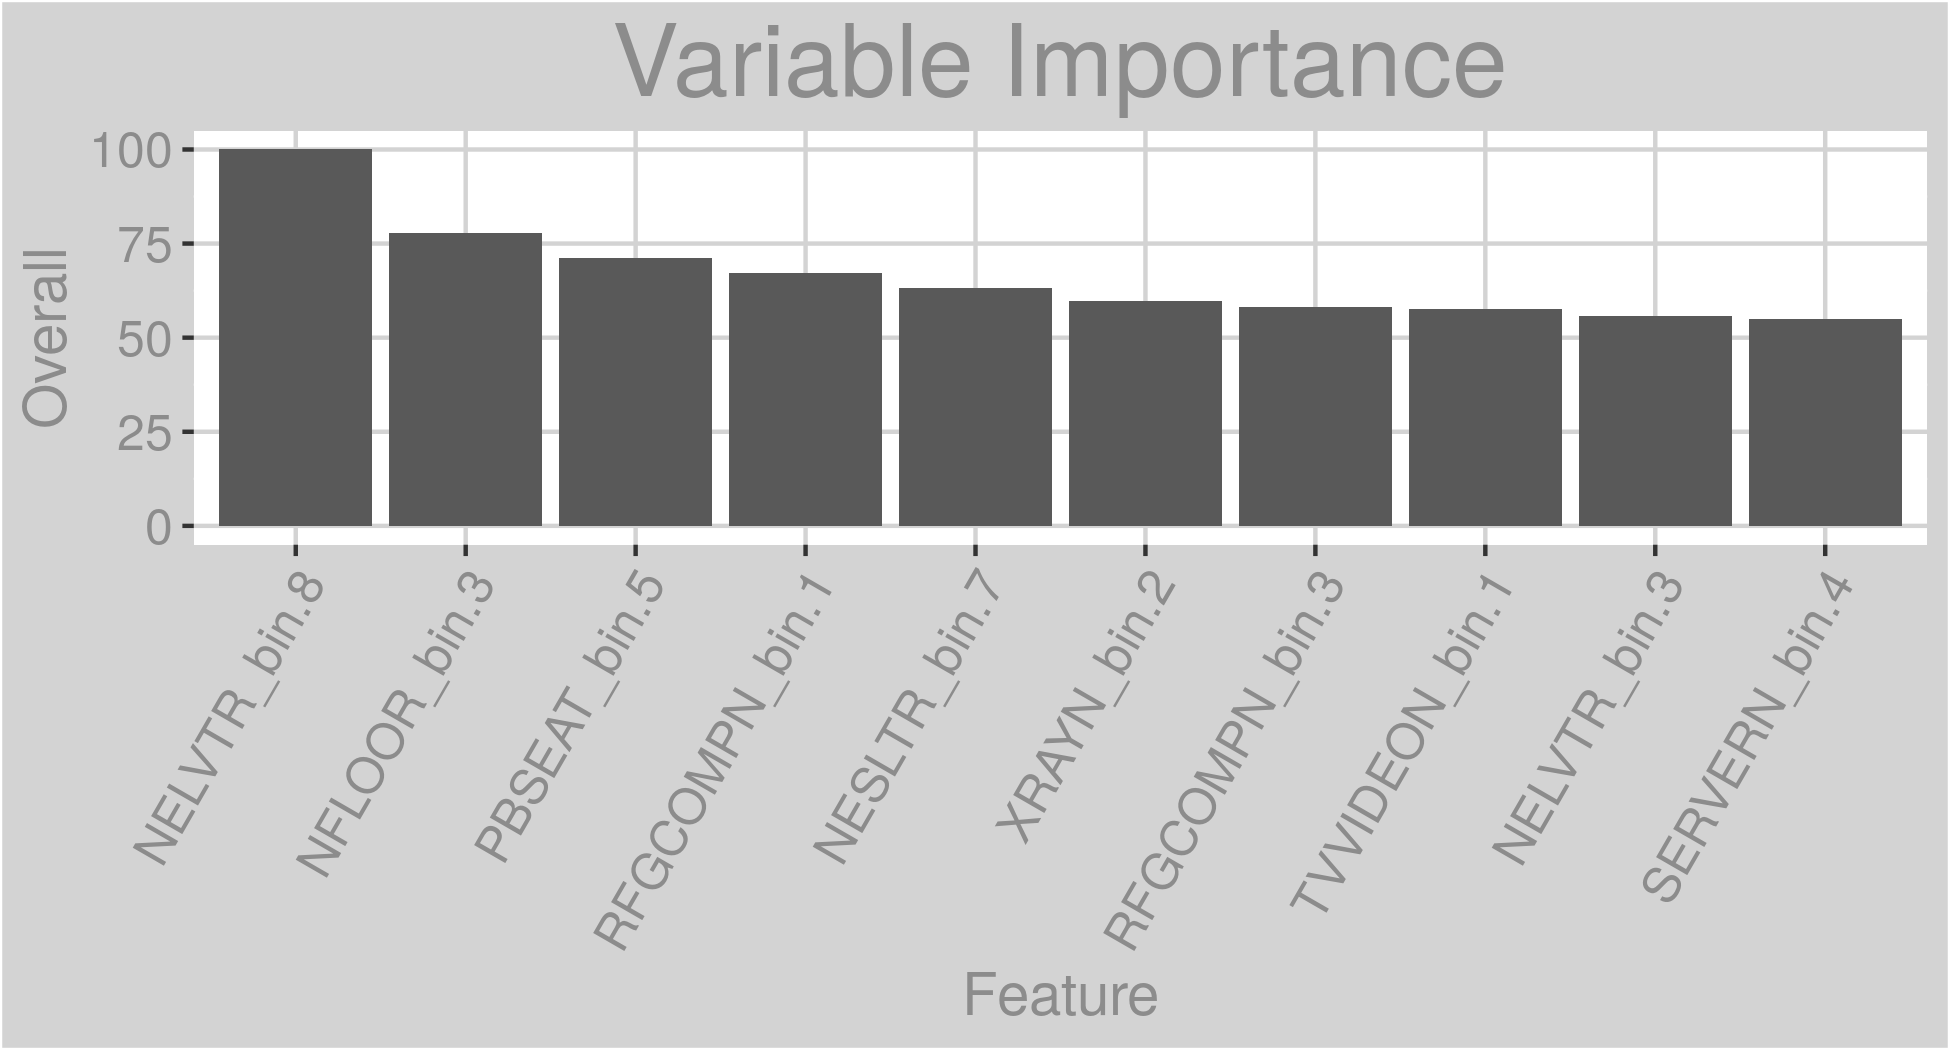 Variable Importance
100
75
50
25
0
Overall
NELVTR_bin.8
NFLOOR_bin.3
PBSEAT_bin.5
RFGCOMPN_bin.1
NESLTR_bin.7
XRAYN_bin.2
RFGCOMPN_bin.3
TVVIDEON_bin.1
NELVTR_bin.3
SERVERN_bin.4
Feature